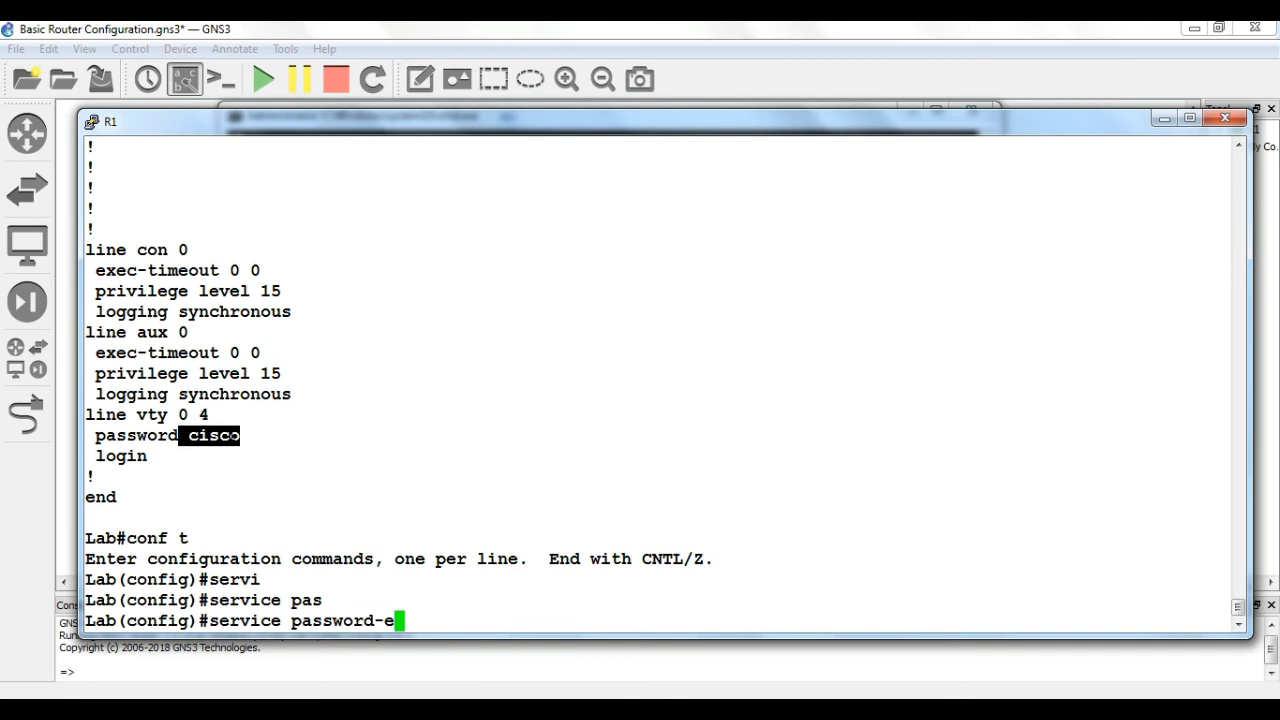 Basic Router Configuration.gns3* — GNS3
File Edit View Control Device Annotate Tools Help
R1
!
!
!
!
!
line con 0
exec-timeout 0 0
privilege level 15
logging synchronous
line aux 0
exec-timeout 0 0
privilege level 15
logging synchronous
line vty 0 4
password cisco
login
!
end
Lab#conf t
Enter configuration commands, one per line. End with CNTL/Z.
Lab(config)#servi
Lab(config)#service pas
Lab(config)#service password-e
Copyright (c) 2006-2018 GNS3 Technologies.
=>